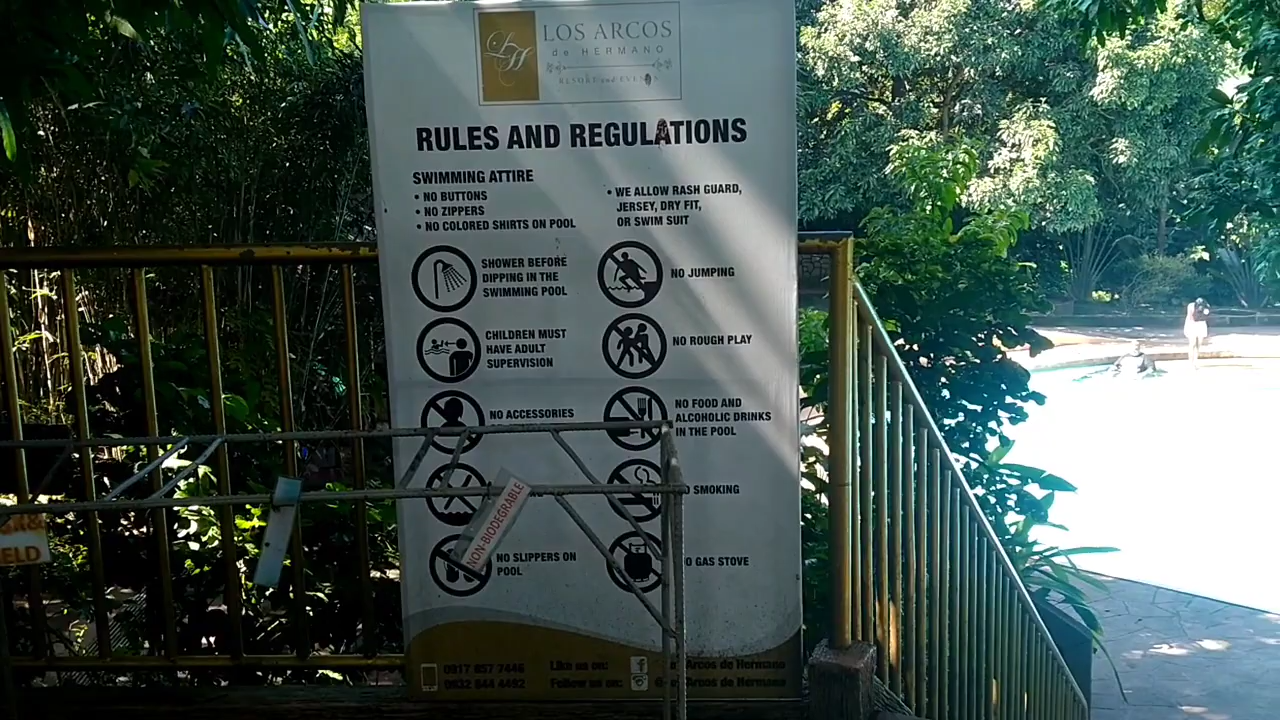 LOS ARCOS
de HERMANO
RESORT and EVENTS
RULES AND REGULATIONS
SWIMMING ATTIRE
• NO BUTTONS
• NO ZIPPERS
• NO COLORED SHIRTS ON POOL
• WE ALLOW RASH GUARD,
JERSEY, DRY FIT,
OR SWIM SUIT
SHOWER BEFORE
DIPPING IN THE
SWIMMING POOL
NO JUMPING
CHILDREN MUST
HAVE ADULT
SUPERVISION
NO ROUGH PLAY
NO ACCESSORIES
NO FOOD AND
ALCOHOLIC DRINKS
IN THE POOL
SMOKING
NON-BIODEGRABLE
NO SLIPPERS ON
POOL
GAS STOVE
ELD
0917 857 7446
0932 844 4492
Like us on:
Arcos de Hermano
Follow us on:
Arcos de Hermano